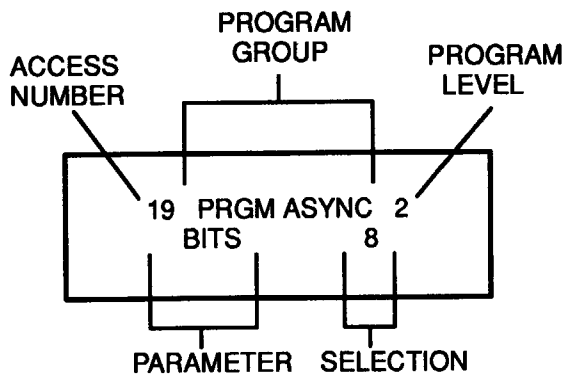 PROGRAM
GROUP
ACCESS
NUMBER
PROGRAM
LEVEL
19 PRGM ASYNC 2
BITS 8
PARAMETER SELECTION